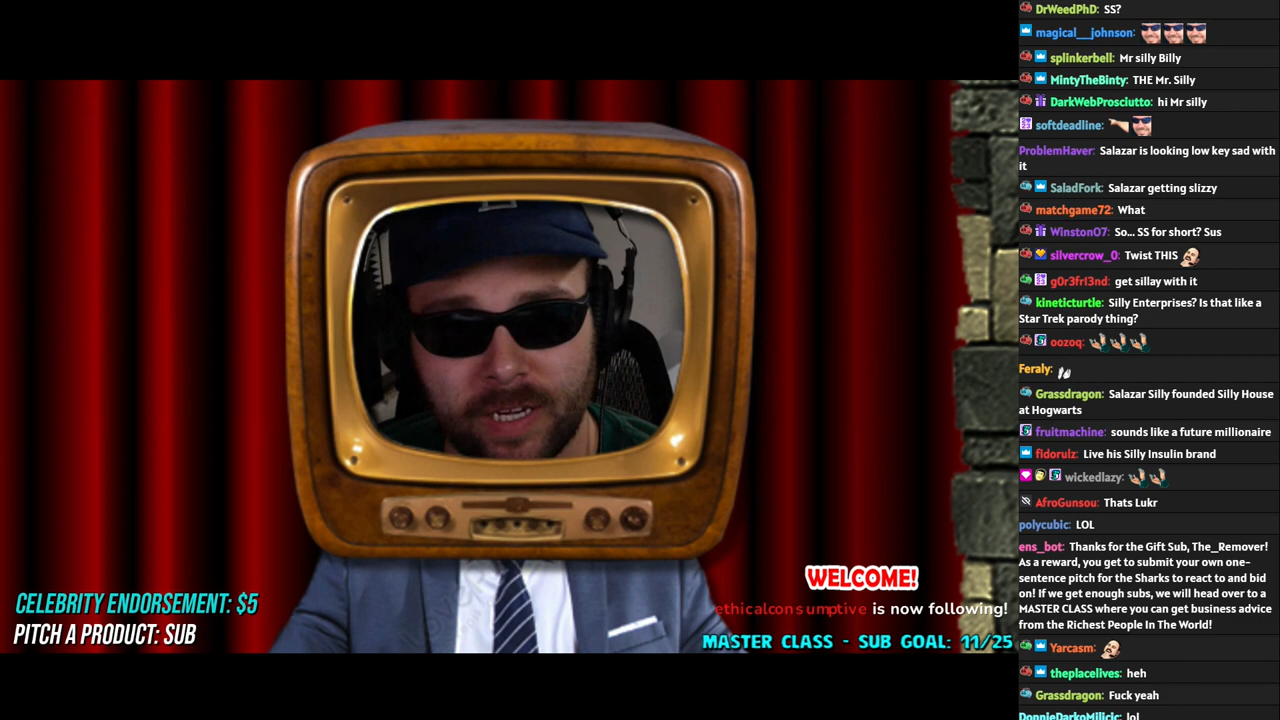 CELEBRITY ENDORSEMENT: $5
PITCH A PRODUCT: SUB
WELCOME!
ethicalconsumptive is now following!
MASTER CLASS - SUB GOAL: 11/25
DrWeedPhD: SS?
magical__johnson:
splinkerbell: Mr silly Billy
MintyTheBinty: THE Mr. Silly
DarkWebProsciutto: hi Mr silly
softdeadline:
ProblemHaver: Salazar is looking low key sad with
it
SaladFork: Salazar getting slizzy
matchgame72: What
Winston07: So... SS for short? Sus
silvercrow_0: Twist THIS
g0r3fr13nd: get sillay with it
kineticturtle: Silly Enterprises? Is that like a
Star Trek parody thing?
oozoq:
Feraly:
Grassdragon: Salazar Silly founded Silly House
at Hogwarts
fruitmachine: sounds like a future millionaire
fidorulz: Live his Silly Insulin brand
wickedlazy:
AfroGunsou: Thats Lukr
polycubic: LOL
ens_bot: Thanks for the Gift Sub, The_Remover!
As a reward, you get to submit your own one-
sentence pitch for the Sharks to react to and bid
on! If we get enough subs, we will head over to a
MASTER CLASS where you can get business advice
from the Richest People In The World!
Yarcasm:
theplacelives: heh
Grassdragon: Fuck yeah
DonnieDarkoMilicic: lol